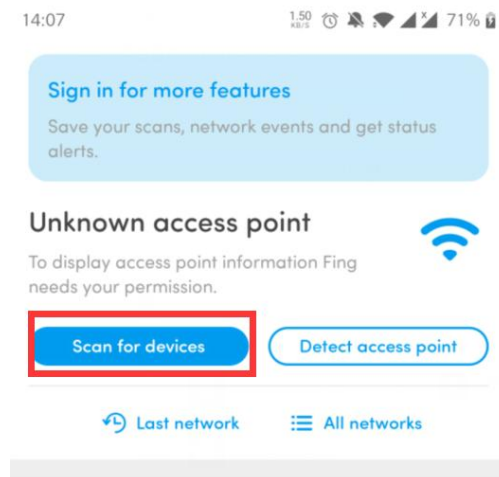 14:07 1.50 KB/S 71%
Sign in for more features
Save your scans, network events and get status
alerts.
Unknown access point
To display access point information Fing
needs your permission.
Scan for devices Detect access point
Last network All networks